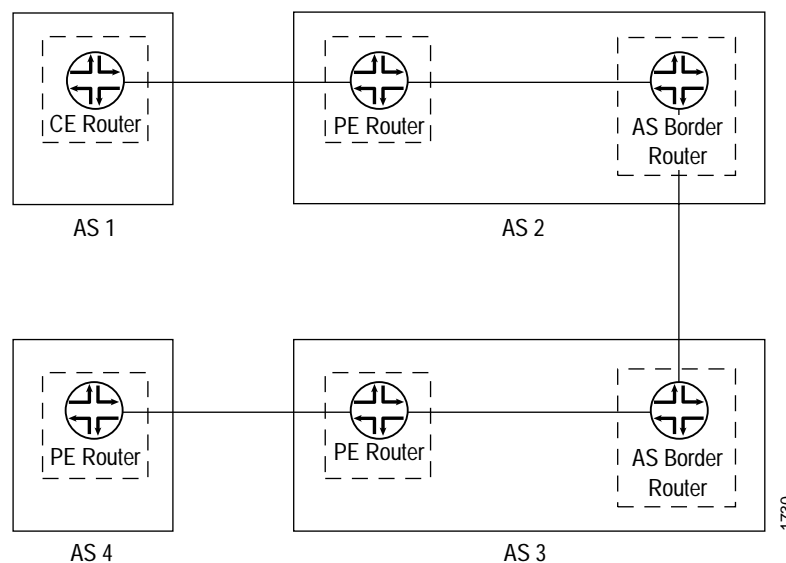 CE Router
PE Router
AS Border
Router
AS 1
AS 2
PE Router
PE Router
AS Border
Router
AS 4
AS 3
1730